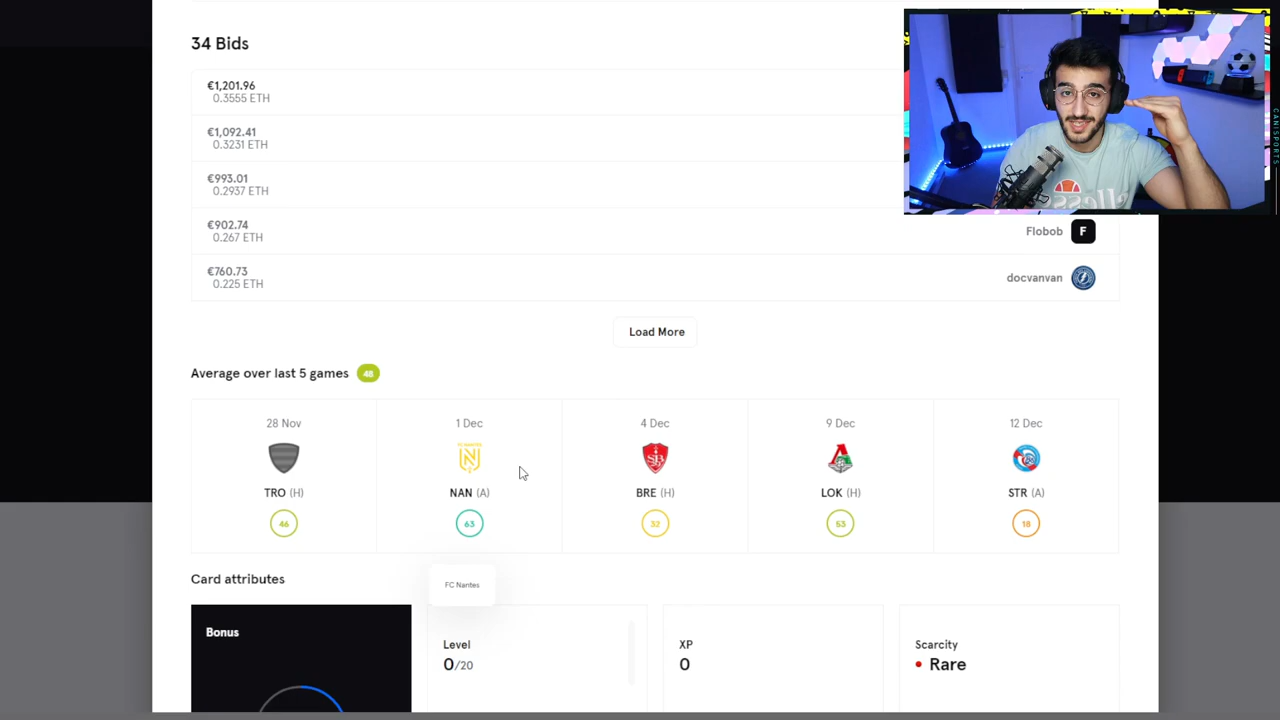 34 Bids
€1,201.96
0.3555 ETH
€1,092.41
0.3231 ETH
€993.01
0.2937 ETH
€902.74
0.267 ETH
Flobob F
€760.73
0.225 ETH
docvanvan
Load More
Average over last 5 games 48
28 Nov
TRO (H)
46
1 Dec
NAN (A)
63
4 Dec
BRE (H)
32
9 Dec
LOK (H)
53
12 Dec
STR (A)
18
FC Nantes
Card attributes
Bonus
Level
0/20
XP
0
Scarcity
Rare
CANISPORTS